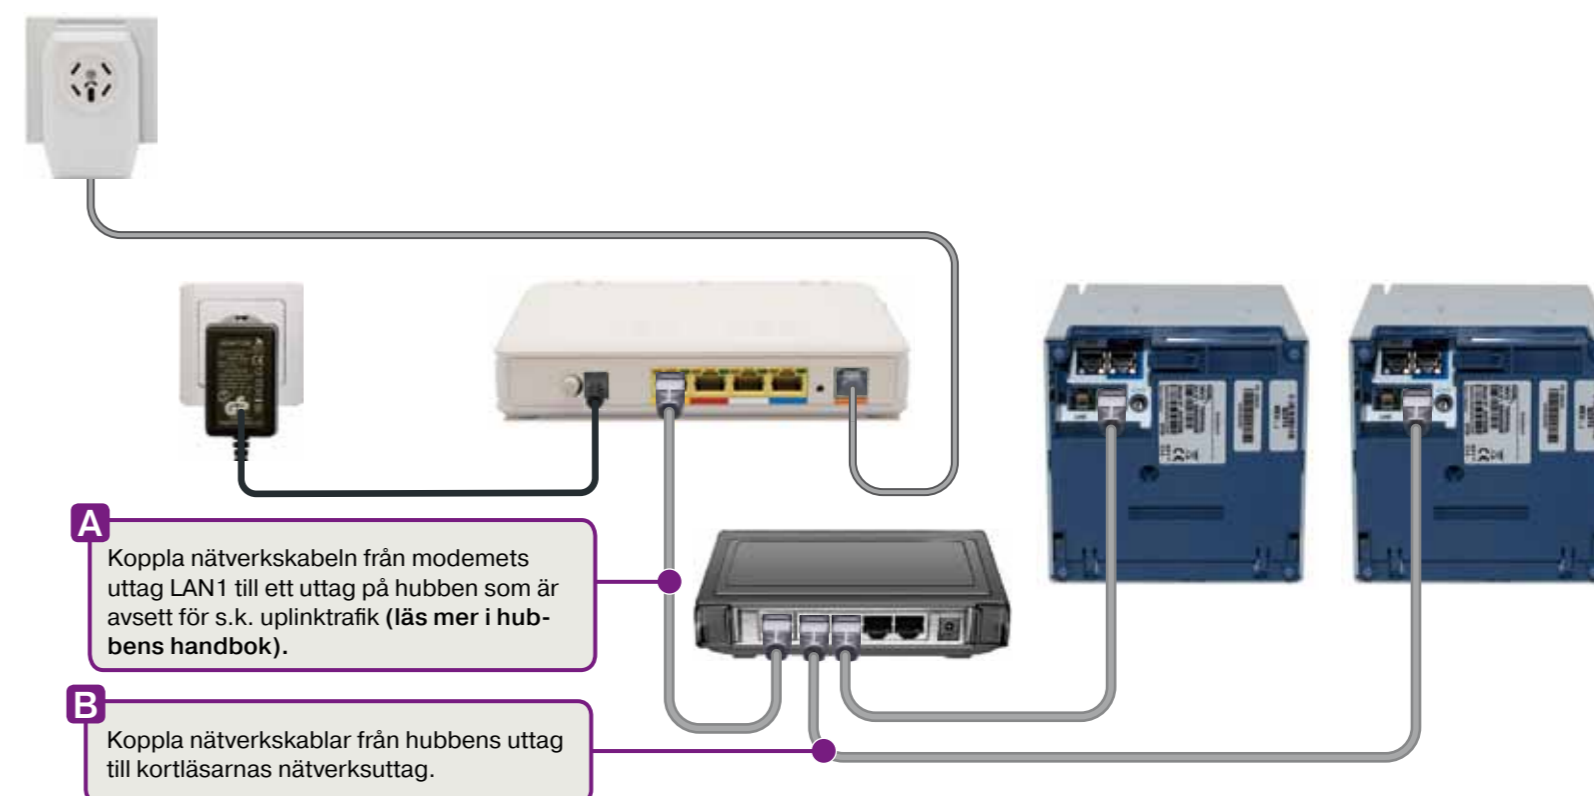 A
Koppla nätverkskabeln från modemets
uttag LAN1 till ett uttag på hubben som är
avsett för s.k. uplinktrafik (läs mer i hub-
bens handbok).
B
Koppla nätverkskablar från hubbens uttag
till kortläsarnas nätverksuttag.